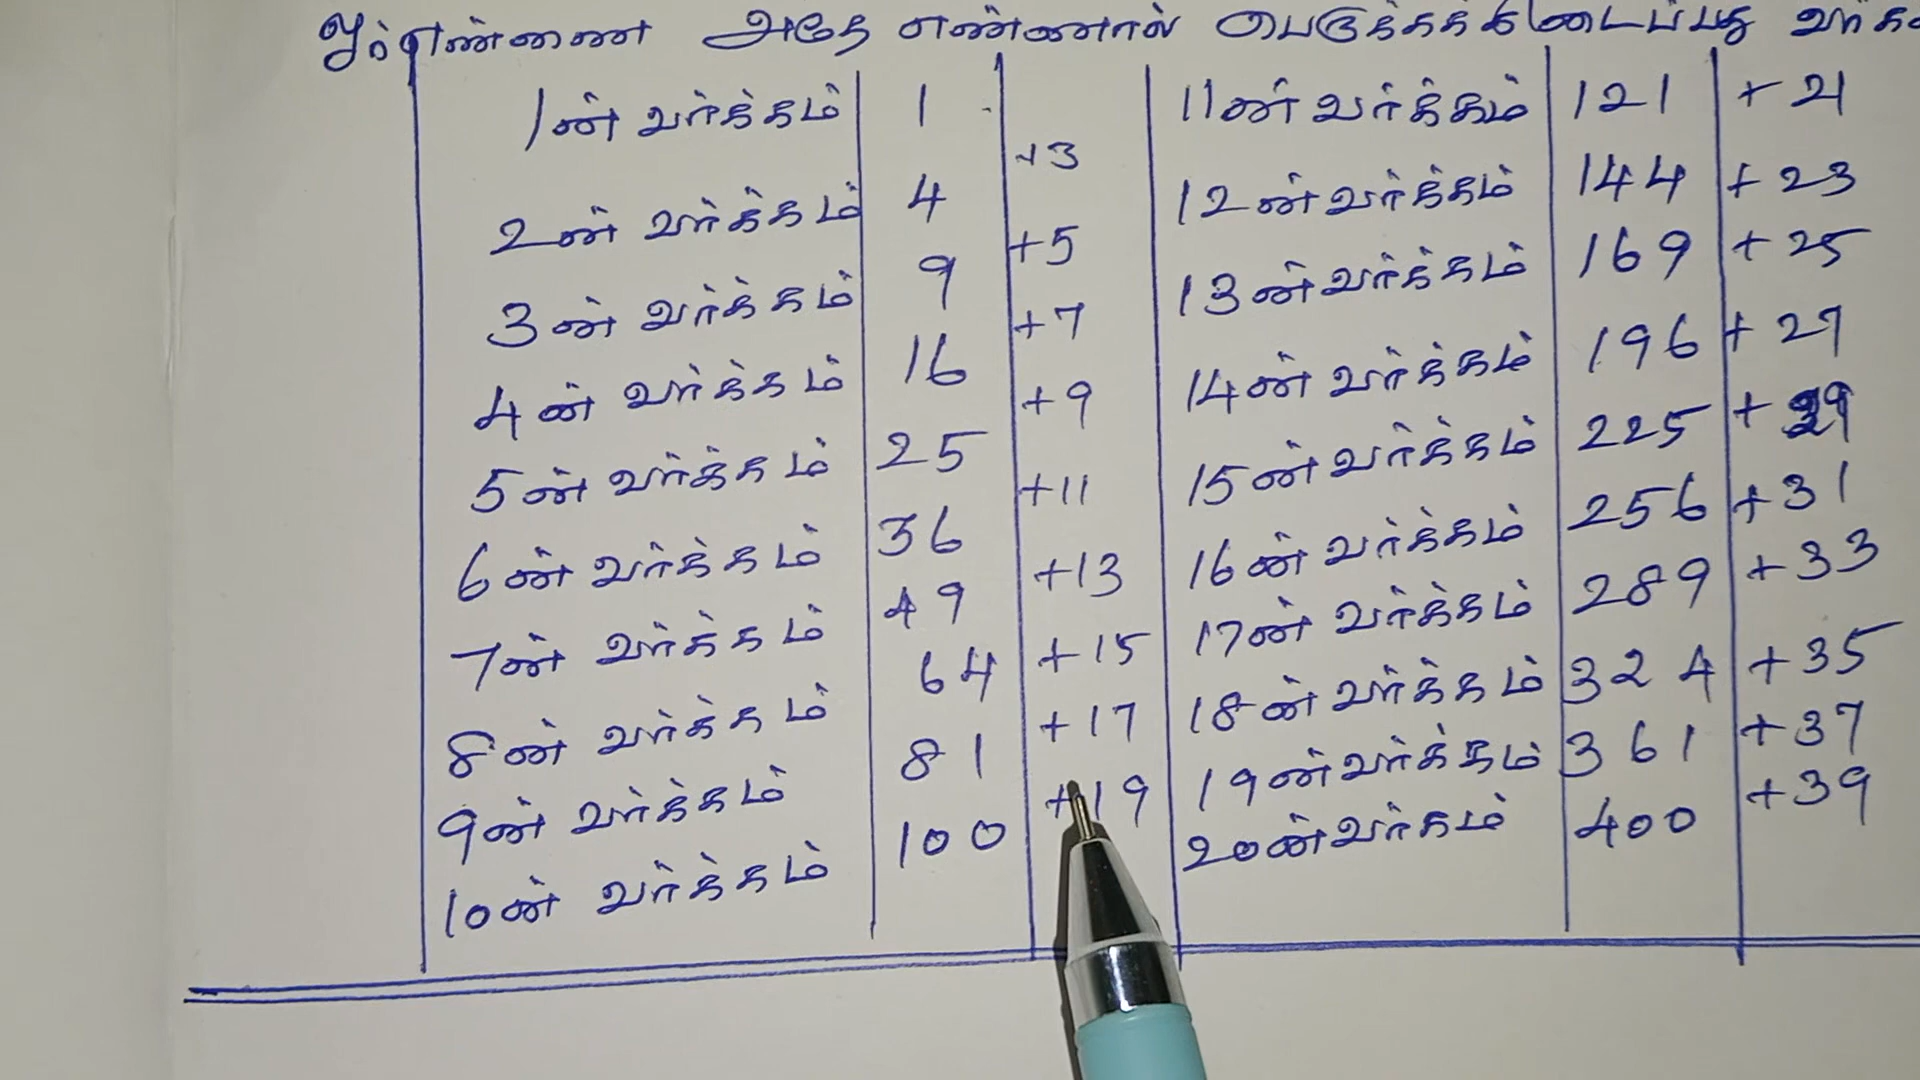 ஓர் எண்ணை அதே எண்ணால் பெருக்கக் கிடைப்பது
1ன் வர்க்கம் 1
+3
2ன் வர்க்கம் 4
+5
3ன் வர்க்கம் 9
+7
4ன் வர்க்கம் 16
+9
5ன் வர்க்கம் 25
+11
6ன் வர்க்கம் 36
+13
7ன் வர்க்கம் 49
+15
8ன் வர்க்கம் 64
+17
9ன் வர்க்கம் 81
+19
10ன் வர்க்கம் 100
11ன் வர்க்கம் 121 + 21
12ன் வர்க்கம் 144 + 23
13ன் வர்க்கம் 169 + 25
14ன் வர்க்கம் 196 + 27
15ன் வர்க்கம் 225 + 29
16ன் வர்க்கம் 256 + 31
17ன் வர்க்கம் 289 + 33
18ன் வர்க்கம் 324 + 35
19ன் வர்க்கம் 361 + 37
20ன் வர்கம் 400 + 39